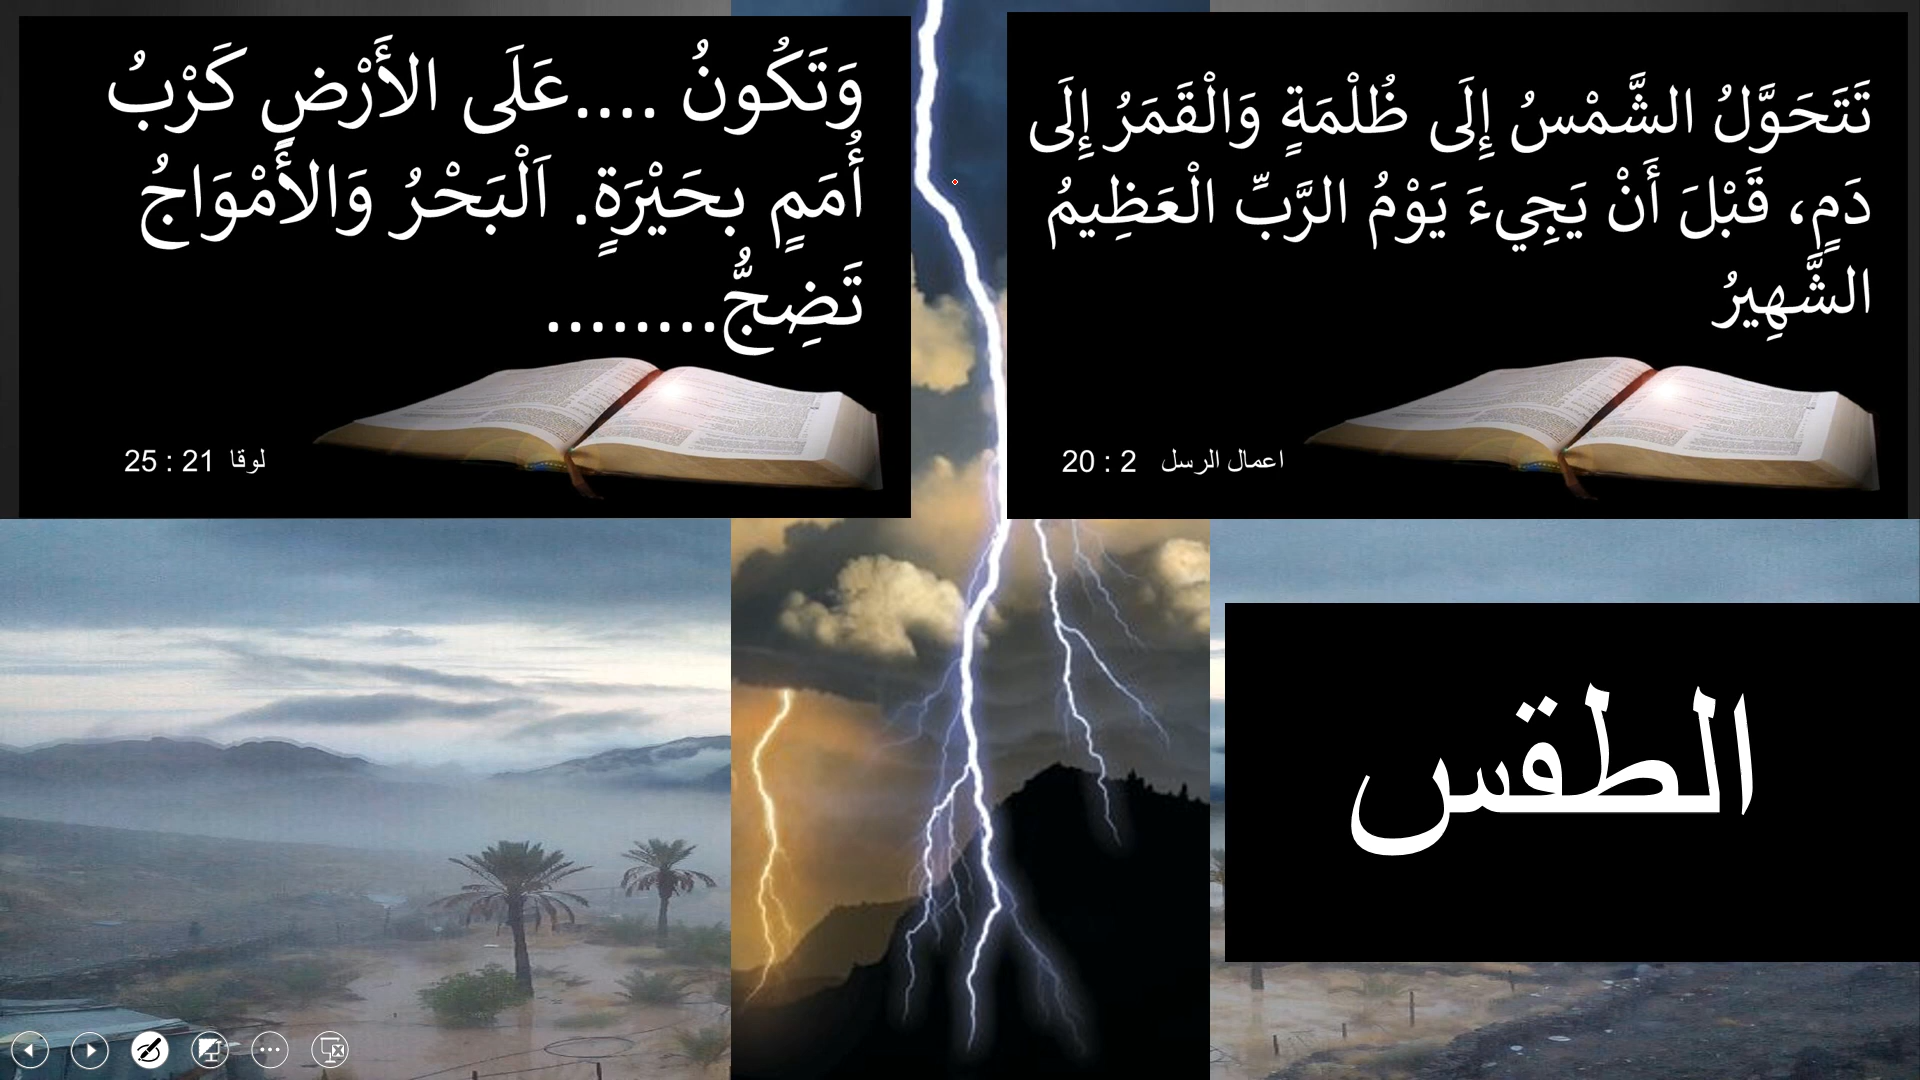 تَتَحَوَّلُ الشَّمْسُ إِلَى ظُلْمَةٍ وَالْقَمَرُ إِلَى
دَمٍ، قَبْلَ أَنْ يَجِيءَ يَوْمُ الرَّبِّ الْعَظِيمُ
الشَّهِيرُ
اعمال الرسل 2 : 20
وَتَكُونُ ....عَلَى الأَرْضِ كَرْبُ
أُمَمٍ بحَيْرَةٍ. اَلْبَحْرُ وَالأَمْوَاجُ
تَضِجُّ........
لوقا 21 : 25
الطقس